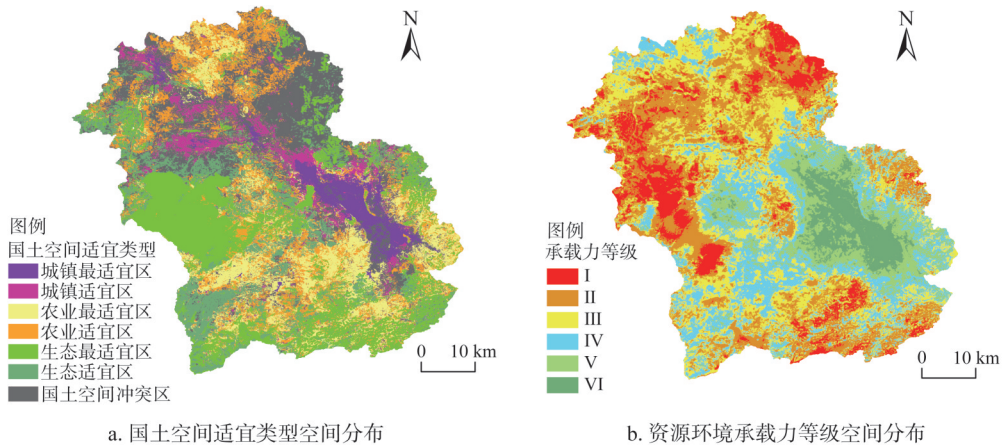 N
图例
国土空间适宜类型
城镇最适宜区
城镇适宜区
农业最适宜区
农业适宜区
生态最适宜区
生态适宜区
国土空间冲突区
0 10 km
a. 国土空间适宜类型空间分布
N
图例
承载力等级
I
II
III
IV
V
VI
0 10 km
b. 资源环境承载力等级空间分布